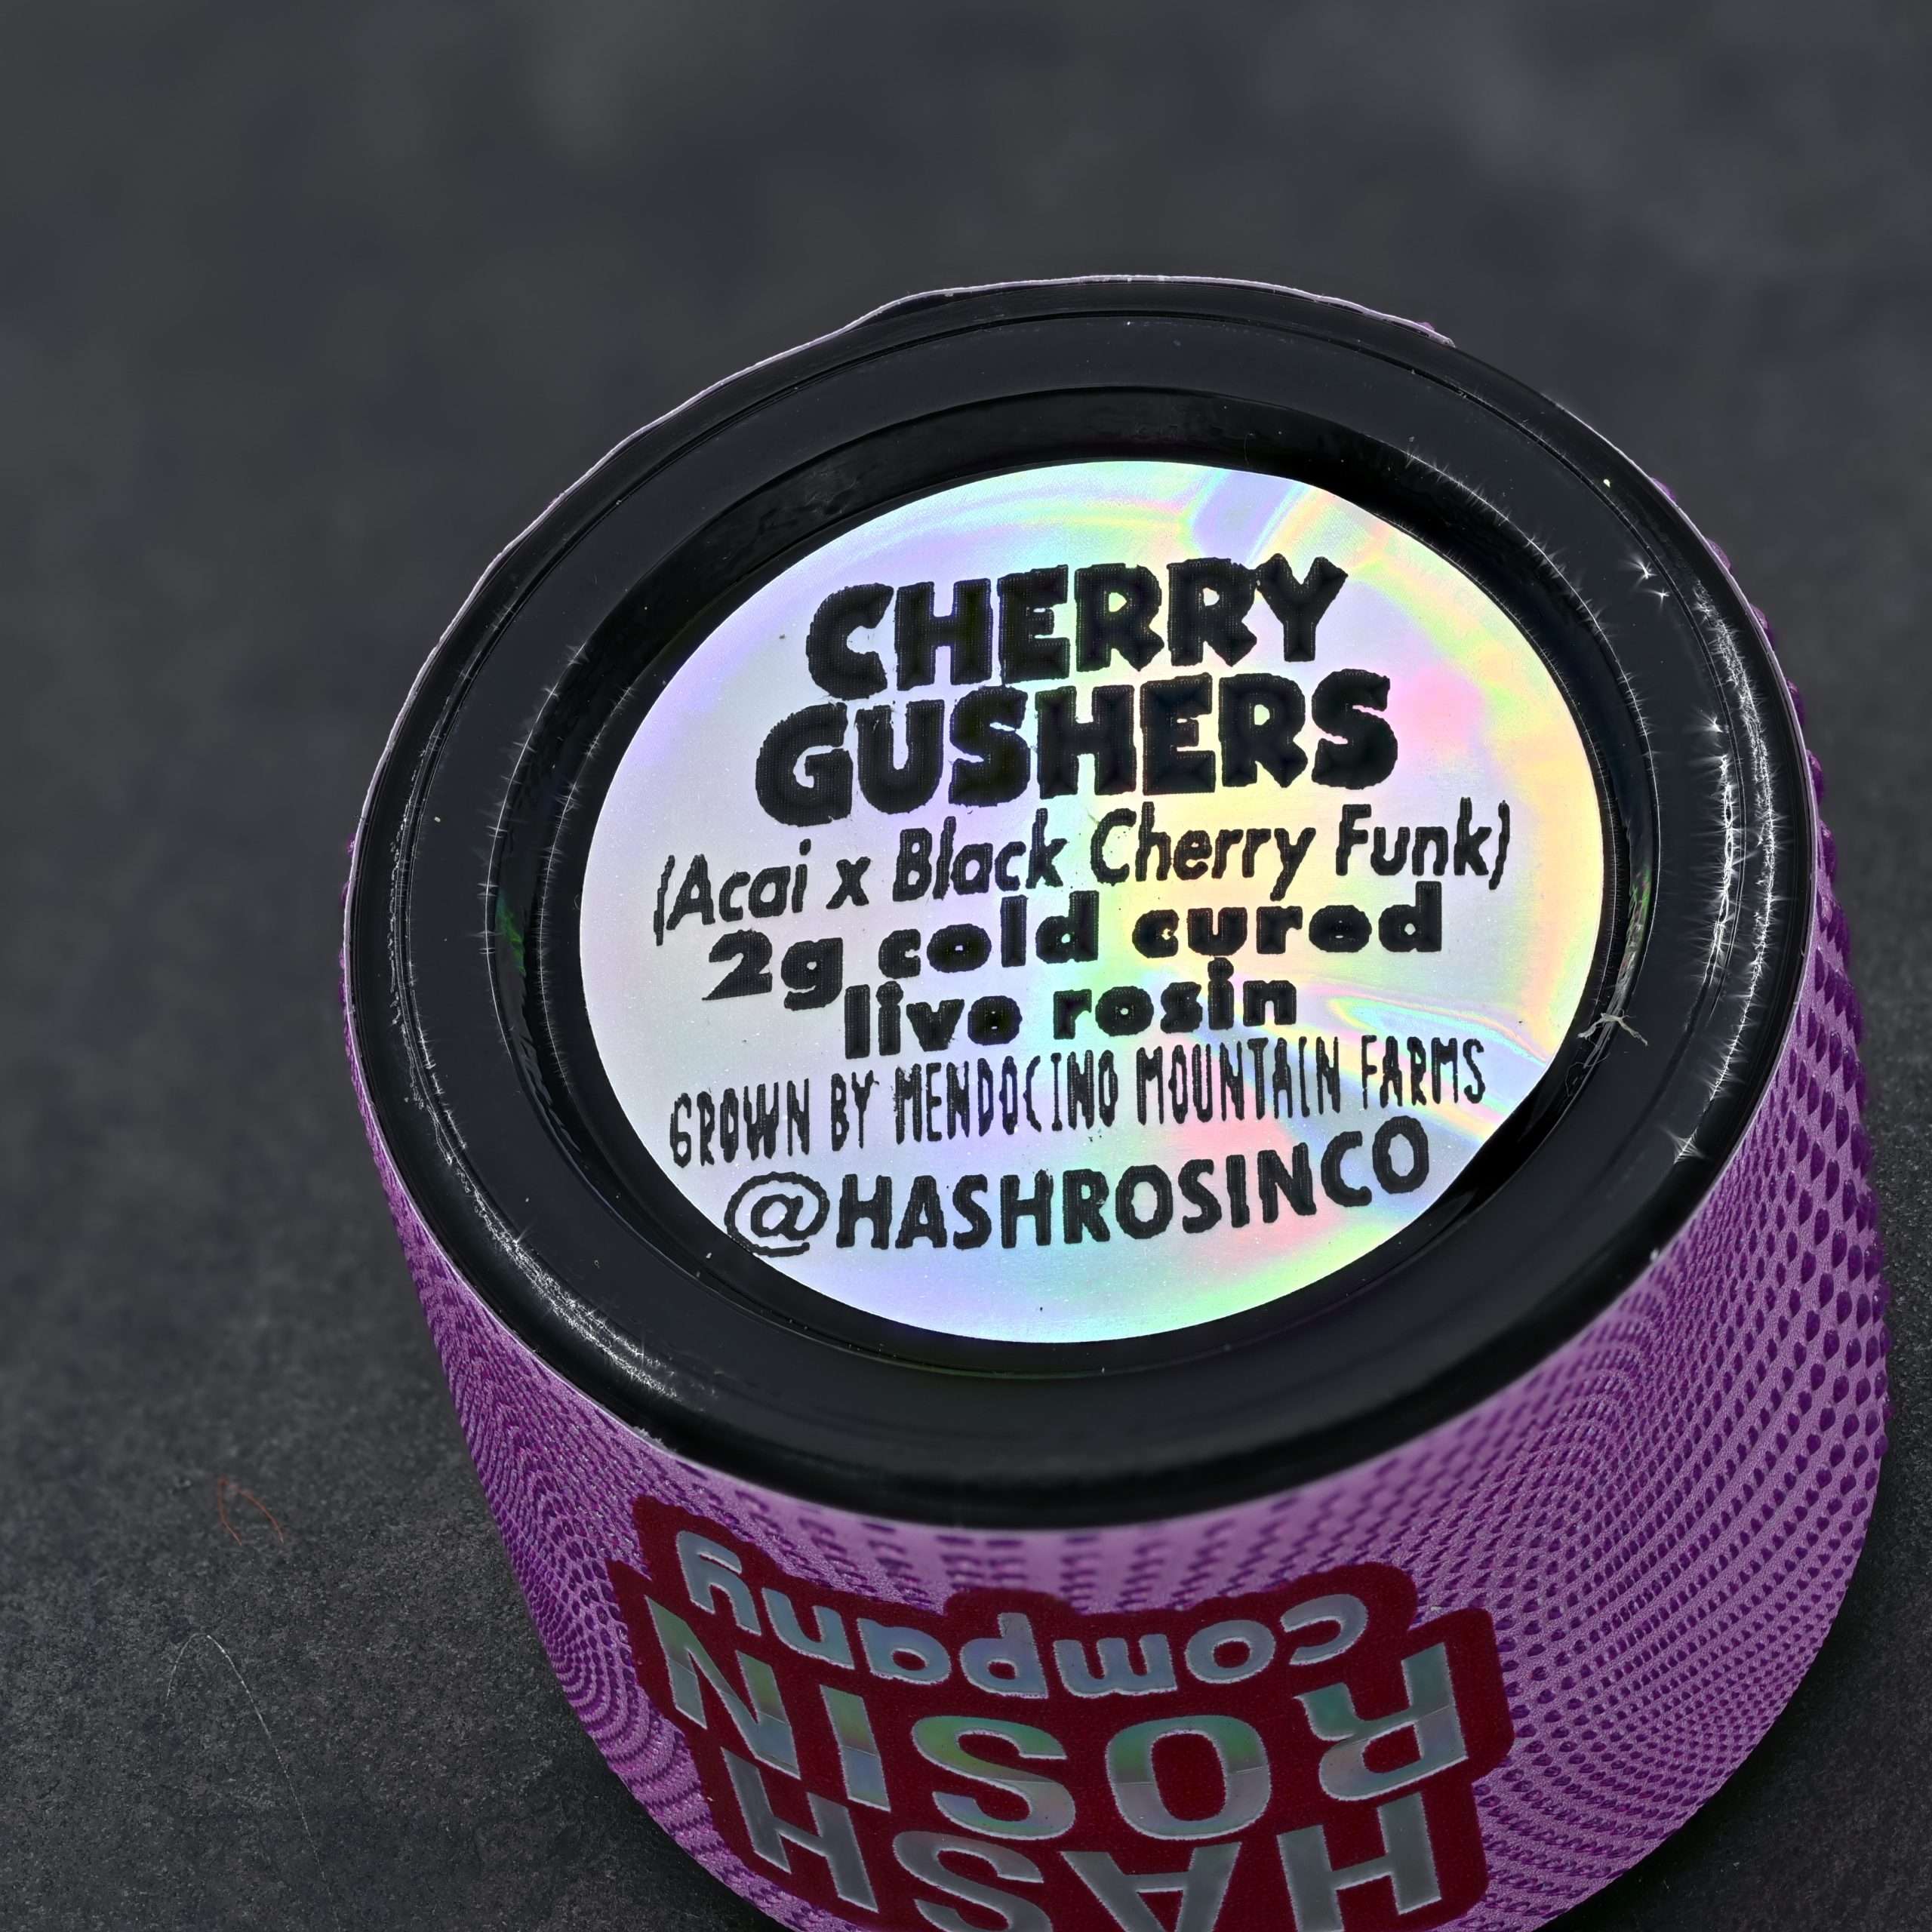 CHERRY
GUSHERS
(Acai x Black Cherry Funk)
2g cold cured
live rosin
GROWN BY MENDOCINO MOUNTAIN FARMS
@HASHROSINCO
HASH
ROSIN
company